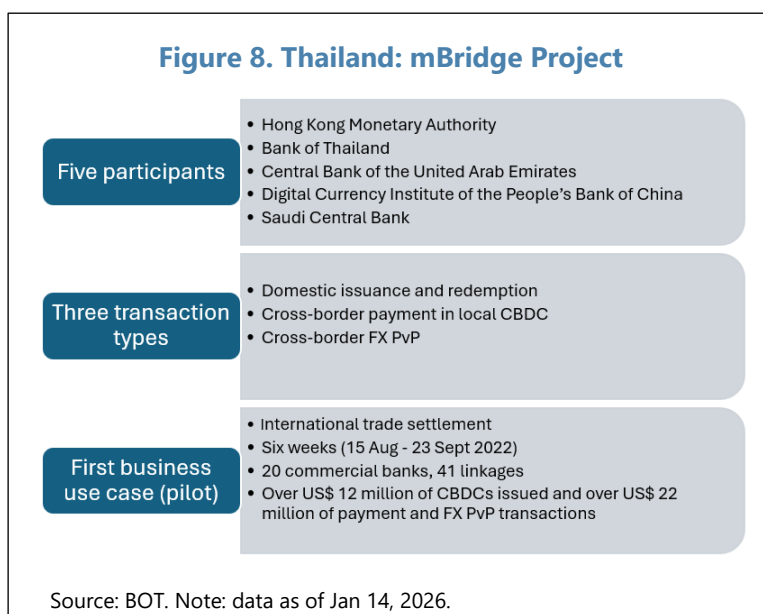 Figure 8. Thailand: mBridge Project
Five participants
• Hong Kong Monetary Authority
• Bank of Thailand
• Central Bank of the United Arab Emirates
• Digital Currency Institute of the People's Bank of China
• Saudi Central Bank
Three transaction
types
• Domestic issuance and redemption
• Cross-border payment in local CBDC
• Cross-border FX PvP
First business
use case (pilot)
• International trade settlement
• Six weeks (15 Aug - 23 Sept 2022)
• 20 commercial banks, 41 linkages
• Over US$ 12 million of CBDCs issued and over US$ 22
million of payment and FX PvP transactions
Source: BOT. Note: data as of Jan 14, 2026.